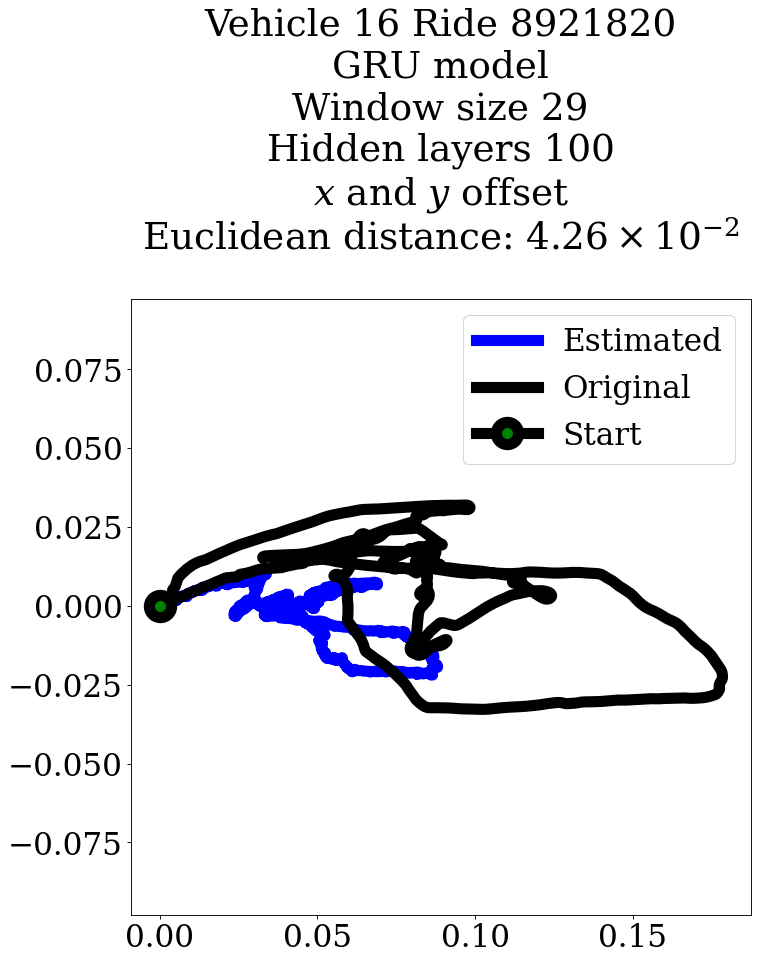 Vehicle 16 Ride 8921820
GRU model
Window size 29
Hidden layers 100
x and y offset
Euclidean distance: 4.26 × 10⁻²
Estimated
Original
Start
0.075
0.050
0.025
0.000
−0.025
−0.050
−0.075
0.00 0.05 0.10 0.15